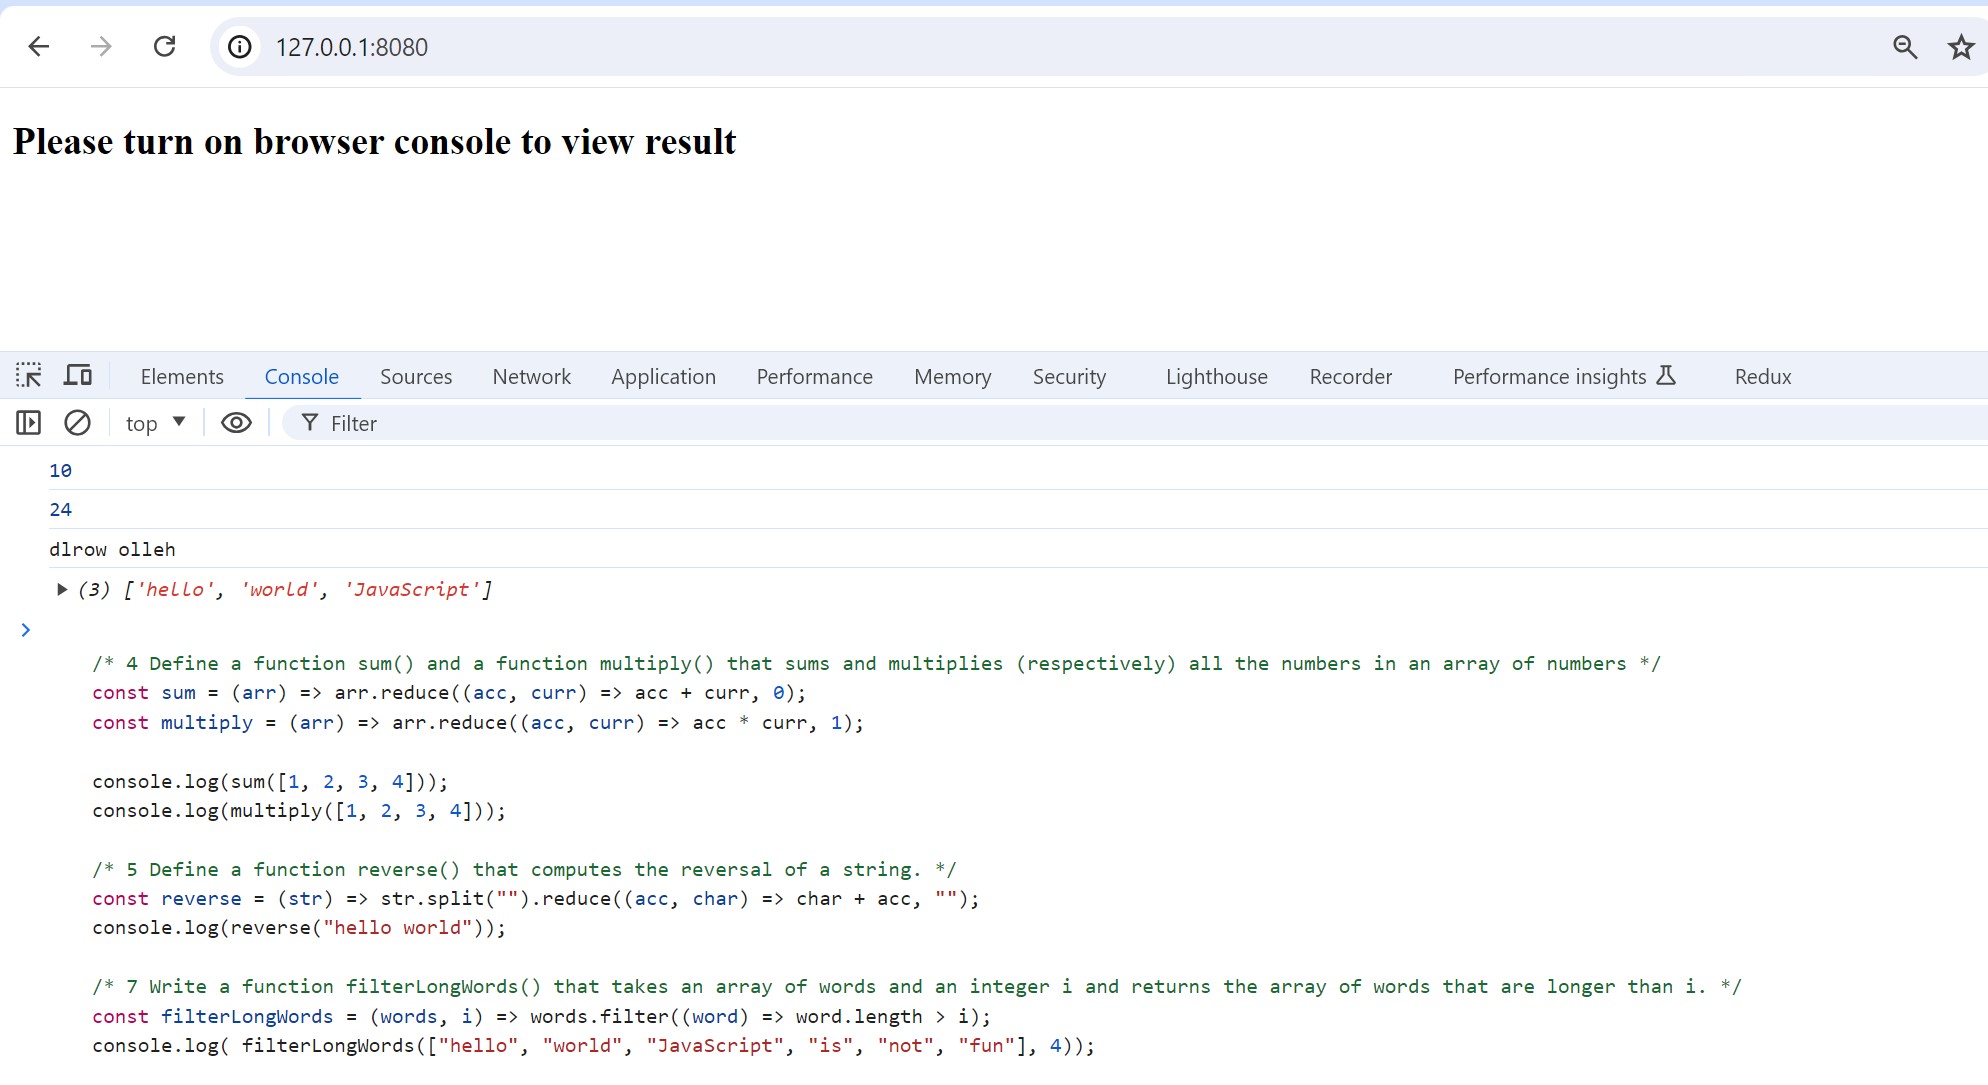 127.0.0.1:8080
Please turn on browser console to view result
Elements Console Sources Network Application Performance Memory Security Lighthouse Recorder Performance insights Redux
top Filter
10
24
dlrow olleh
(3) ['hello', 'world', 'JavaScript']
/* 4 Define a function sum() and a function multiply() that sums and multiplies (respectively) all the numbers in an array of numbers */
const sum = (arr) => arr.reduce((acc, curr) => acc + curr, 0);
const multiply = (arr) => arr.reduce((acc, curr) => acc * curr, 1);
console.log(sum([1, 2, 3, 4]));
console.log(multiply([1, 2, 3, 4]));
/* 5 Define a function reverse() that computes the reversal of a string. */
const reverse = (str) => str.split("").reduce((acc, char) => char + acc, "");
console.log(reverse("hello world"));
/* 7 Write a function filterLongWords() that takes an array of words and an integer i and returns the array of words that are longer than i. */
const filterLongWords = (words, i) => words.filter((word) => word.length > i);
console.log( filterLongWords(["hello", "world", "JavaScript", "is", "not", "fun"], 4));